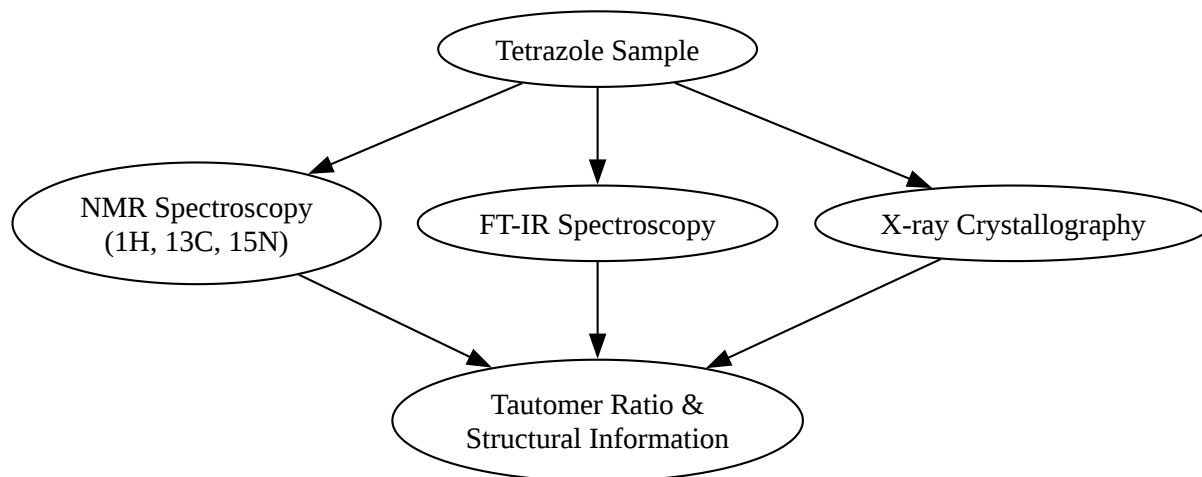 Tetrazole Sample
NMR Spectroscopy
(1H, 13C, 15N)
FT-IR Spectroscopy
X-ray Crystallography
Tautomer Ratio &
Structural Information